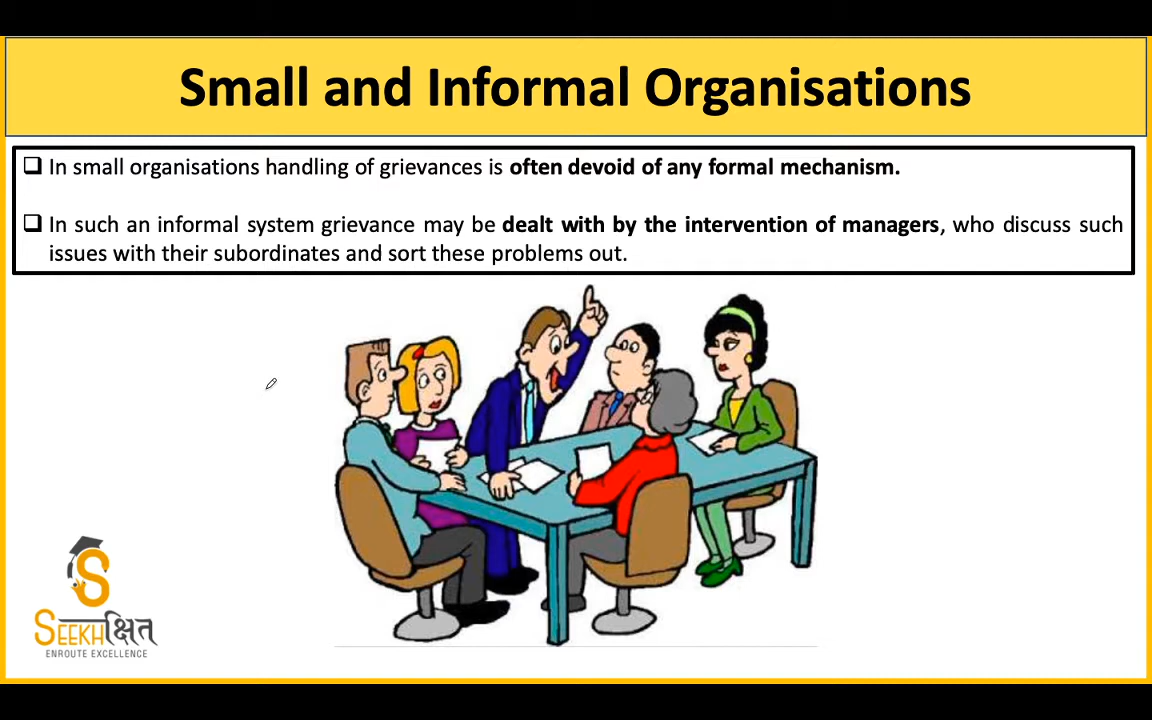 Small and Informal Organisations
In small organisations handling of grievances is often devoid of any formal mechanism.
In such an informal system grievance may be dealt with by the intervention of managers, who discuss such
issues with their subordinates and sort these problems out.
SEEKHक्षित
ENROUTE EXCELLENCE